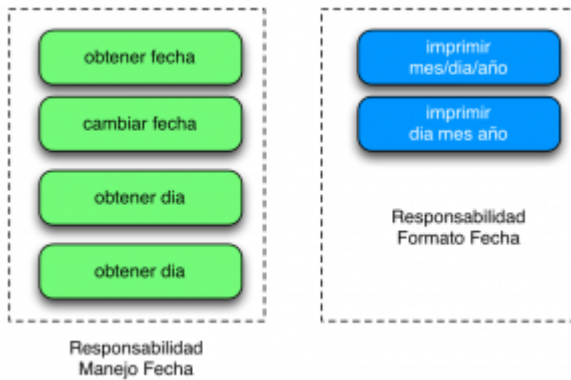 obtener fecha
cambiar fecha
obtener dia
obtener dia
Responsabilidad
Manejo Fecha
imprimir
mes/dia/año
imprimir
dia mes año
Responsabilidad
Formato Fecha